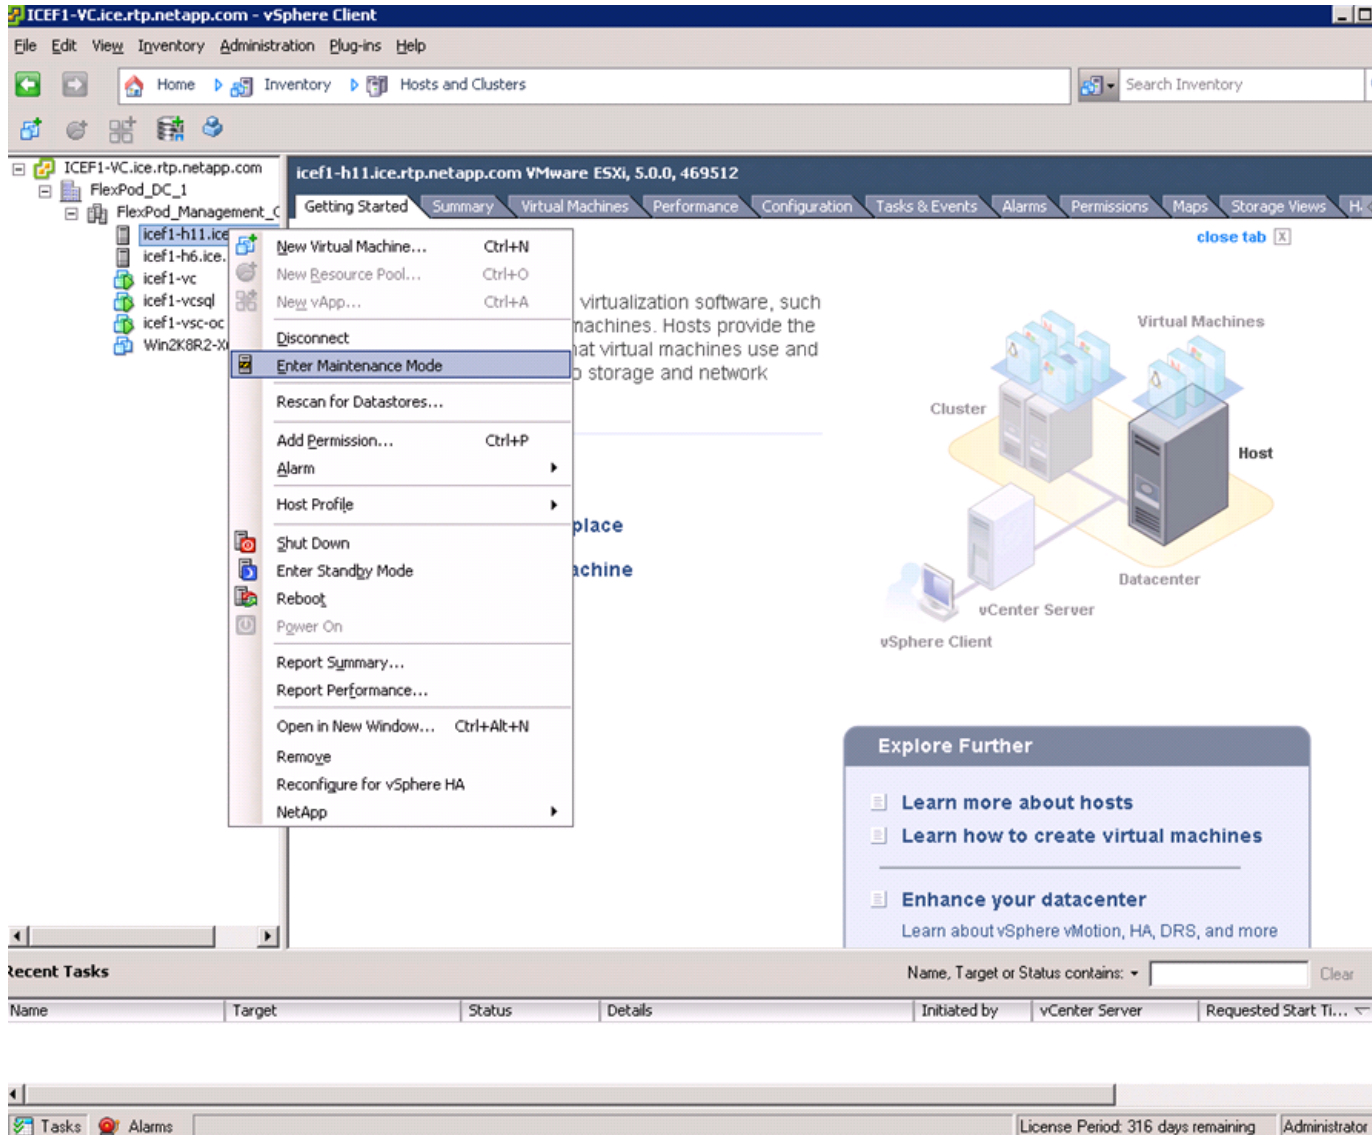 ICEF1-VC.ice.rtp.netapp.com - vSphere Client
File Edit View Inventory Administration Plug-ins Help
Home Inventory Hosts and Clusters
Search Inventory
ICEF1-VC.ice.rtp.netapp.com
FlexPod_DC_1
FlexPod_Management_C
icef1-h11.ice
icef1-h6.ice.
icef1-vc
icef1-vcsql
icef1-vsc-oc
Win2K8R2-X
icef1-h11.ice.rtp.netapp.com VMware ESXi, 5.0.0, 469512
Getting Started Summary Virtual Machines Performance Configuration Tasks & Events Alarms Permissions Maps Storage Views H
close tab X
New Virtual Machine... Ctrl+N
New Resource Pool... Ctrl+O
New vApp... Ctrl+A
Disconnect
Enter Maintenance Mode
Rescan for Datastores...
Add Permission... Ctrl+P
Alarm
Host Profile
Shut Down
Enter Standby Mode
Reboot
Power On
Report Summary...
Report Performance...
Open in New Window... Ctrl+Alt+N
Remove
Reconfigure for vSphere HA
NetApp
virtualization software, such
machines. Hosts provide the
at virtual machines use and
o storage and network
place
achine
Virtual Machines
Cluster
Host
Datacenter
vCenter Server
vSphere Client
Explore Further
Learn more about hosts
Learn how to create virtual machines
Enhance your datacenter
Learn about vSphere vMotion, HA, DRS, and more
Recent Tasks
Name, Target or Status contains: Clear
Name Target Status Details Initiated by vCenter Server Requested Start Ti...
Tasks Alarms License Period: 316 days remaining Administrator